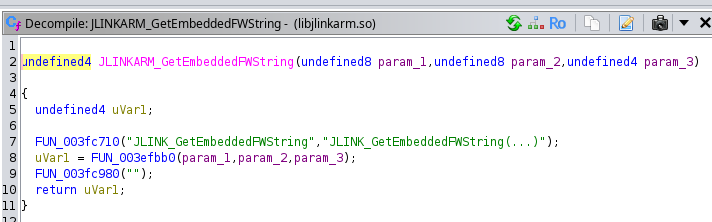 Decompile: JLINKARM_GetEmbeddedFWString - (libjlinkarm.so)
Ro
1
2 undefined4 JLINKARM_GetEmbeddedFWString(undefined8 param_1,undefined8 param_2,undefined4 param_3)
3
4 {
5 undefined4 uVar1;
6
7 FUN_003fc710("JLINK_GetEmbeddedFWString","JLINK_GetEmbeddedFWString(...)");
8 uVar1 = FUN_003efbb0(param_1,param_2,param_3);
9 FUN_003fc980("");
10 return uVar1;
11 }
12